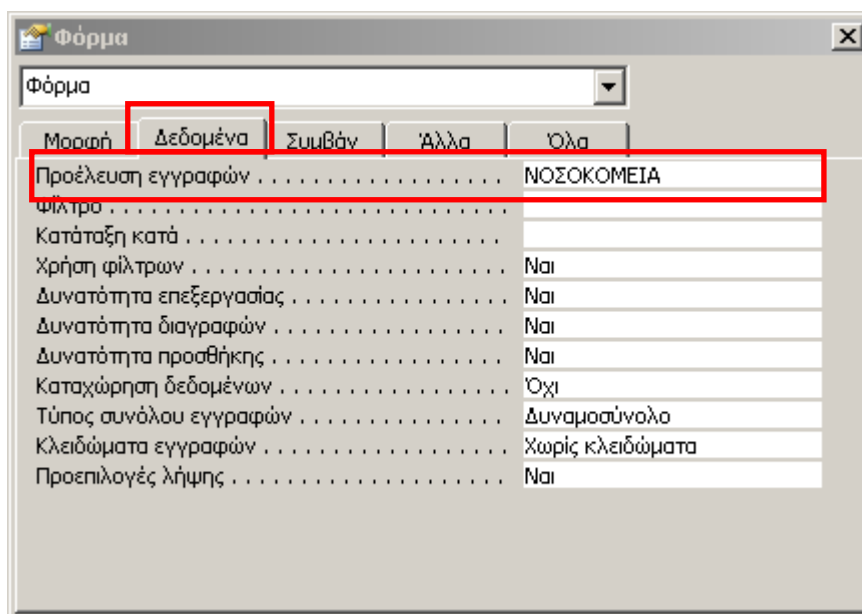 Φόρμα
Φόρμα
Μορφή Δεδομένα Συμβάν Άλλα Όλα
Προέλευση εγγραφών . . . . . . . . . . . . . . . . . . . ΝΟΣΟΚΟΜΕΙΑ
Φίλτρο . . . . . . . . . . . . . . . . . . . . . . . . . . . . . .
Κατάταξη κατά . . . . . . . . . . . . . . . . . . . . . . . .
Χρήση φίλτρων . . . . . . . . . . . . . . . . . . . . . . . . Ναι
Δυνατότητα επεξεργασίας . . . . . . . . . . . . . . . . . Ναι
Δυνατότητα διαγραφών . . . . . . . . . . . . . . . . . . Ναι
Δυνατότητα προσθήκης . . . . . . . . . . . . . . . . . . Ναι
Καταχώρηση δεδομένων . . . . . . . . . . . . . . . . . . Όχι
Τύπος συνόλου εγγραφών . . . . . . . . . . . . . . . . Δυναμοσύνολο
Κλειδώματα εγγραφών . . . . . . . . . . . . . . . . . . Χωρίς κλειδώματα
Προεπιλογές λήψης . . . . . . . . . . . . . . . . . . . . . Ναι